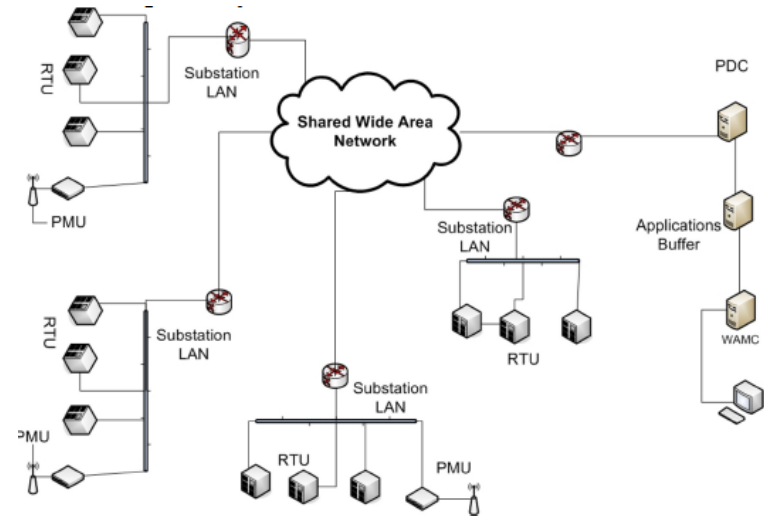 RTU
Substation
LAN
PDC
Shared Wide Area
Network
PMU
Substation
LAN
Applications
Buffer
RTU
Substation
LAN
WAMC
RTU
Substation
LAN
PMU
RTU
PMU